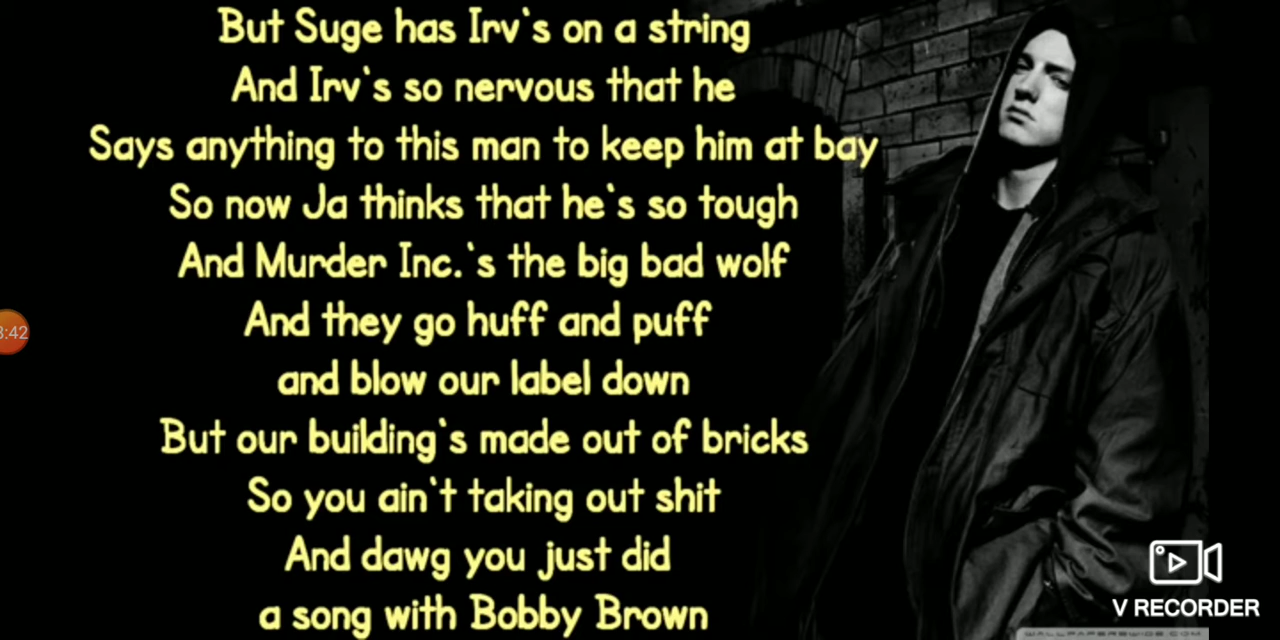 But Suge has Irv`s on a string
And Irv`s so nervous that he
Says anything to this man to keep him at bay
So now Ja thinks that he`s so tough
And Murder Inc.`s the big bad wolf
And they go huff and puff
3:42
and blow our label down
But our building`s made out of bricks
So you ain`t taking out shit
And dawg you just did
a song with Bobby Brown
V RECORDER